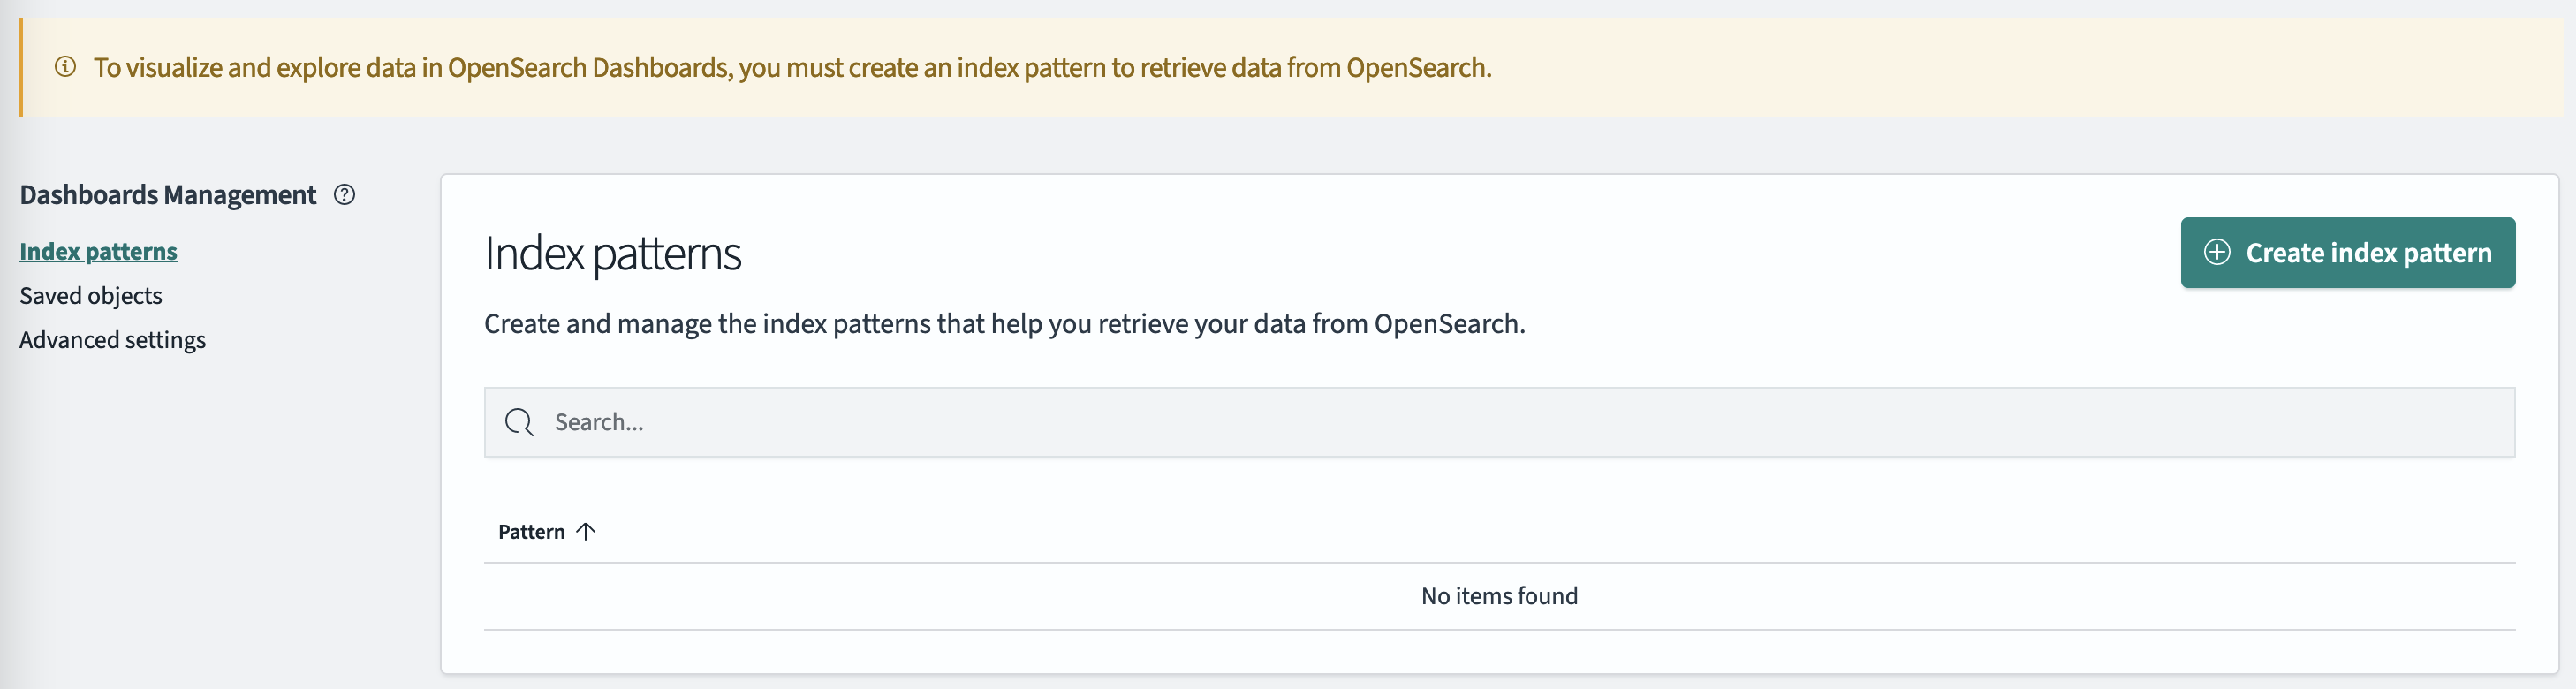 To visualize and explore data in OpenSearch Dashboards, you must create an index pattern to retrieve data from OpenSearch.
Dashboards Management
Index patterns
Saved objects
Advanced settings
Index patterns
Create index pattern
Create and manage the index patterns that help you retrieve your data from OpenSearch.
Search...
Pattern
No items found